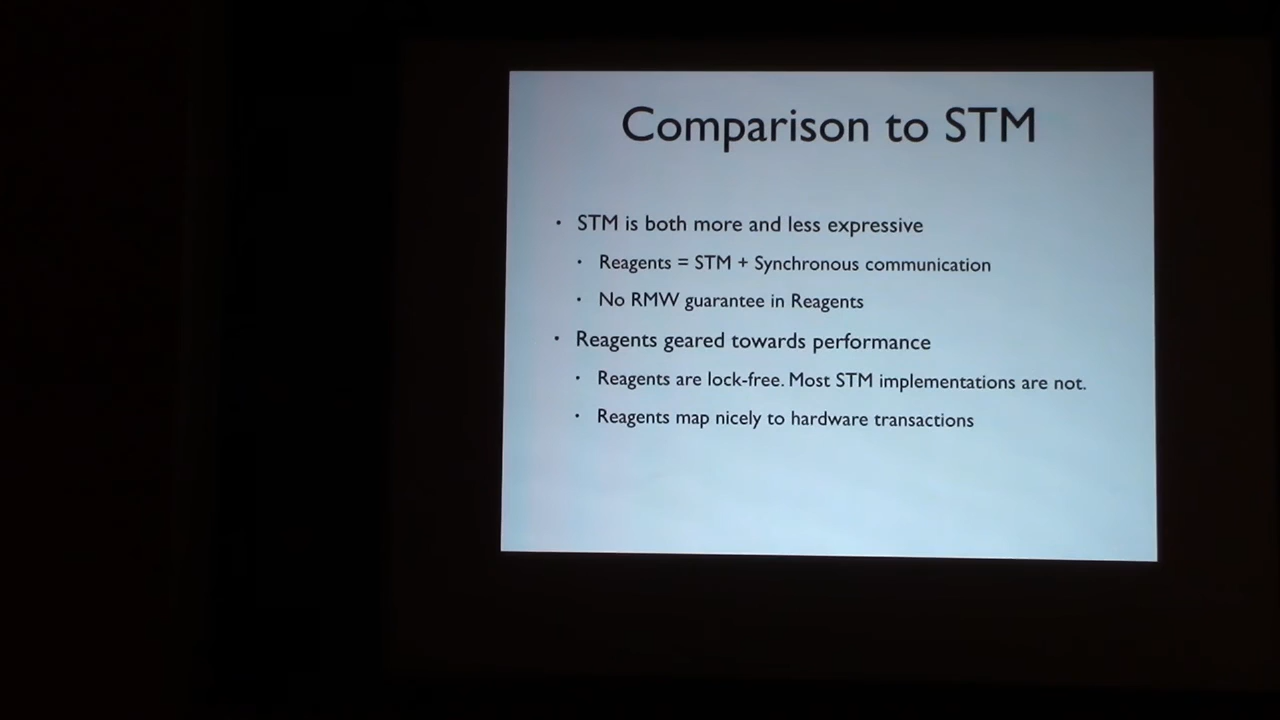 Comparison to STM
• STM is both more and less expressive
• Reagents = STM + Synchronous communication
• No RMW guarantee in Reagents
• Reagents geared towards performance
• Reagents are lock-free. Most STM implementations are not.
• Reagents map nicely to hardware transactions